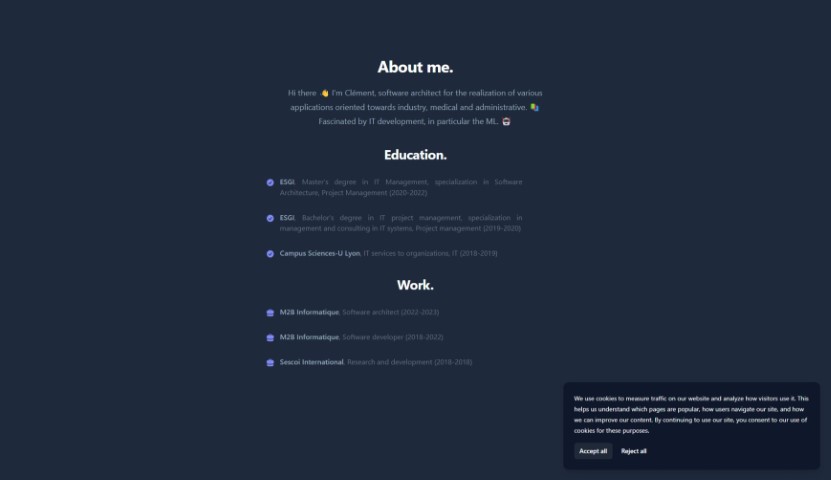 About me.
Hi there 👋 I'm Clément, software architect for the realization of various
applications oriented towards industry, medical and administrative.
Fascinated by IT development, in particular the ML.
Education.
ESGI, Master's degree in IT Management, specialization in Software
Architecture, Project Management (2020-2022)
ESGI, Bachelor's degree in IT project management, specialization in
management and consulting in IT systems, Project management (2019-2020)
Campus Sciences-U Lyon, IT services to organizations, IT (2018-2019)
Work.
M2B Informatique, Software architect (2022-2023)
M2B Informatique, Software developer (2018-2022)
Sescoi International, Research and development (2018-2018)
We use cookies to measure traffic on our website and analyze how visitors use it. This
helps us understand which pages are popular, how users navigate our site, and how
we can improve our content. By continuing to use our site, you consent to our use of
cookies for these purposes.
Accept all Reject all